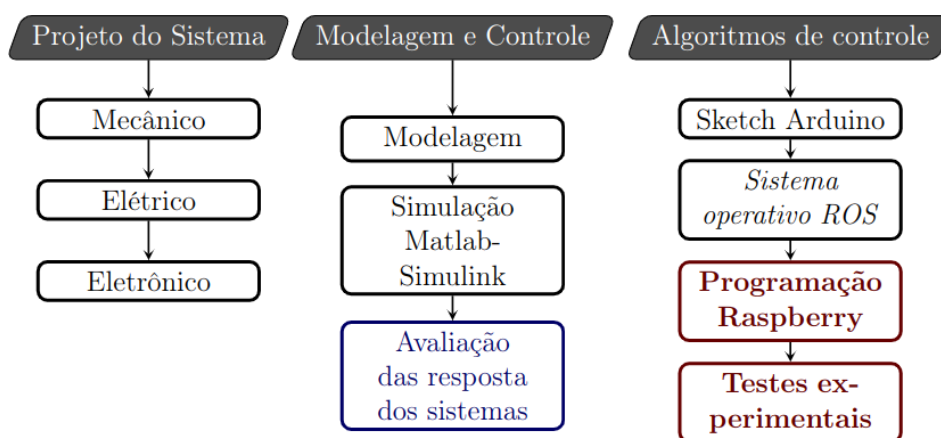 Projeto do Sistema
Mecânico
Elétrico
Eletrônico
Modelagem e Controle
Modelagem
Simulação
Matlab-
Simulink
Avaliação
das resposta
dos sistemas
Algoritmos de controle
Sketch Arduino
Sistema
operativo ROS
Programação
Raspberry
Testes ex-
perimentais